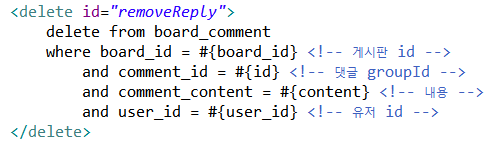 <delete id="removeReply">
delete from board_comment
where board_id = #{board_id} <!-- 게시판 id -->
and comment_id = #{id} <!-- 댓글 groupId -->
and comment_content = #{content} <!-- 내용 -->
and user_id = #{user_id} <!-- 유저 id -->
</delete>